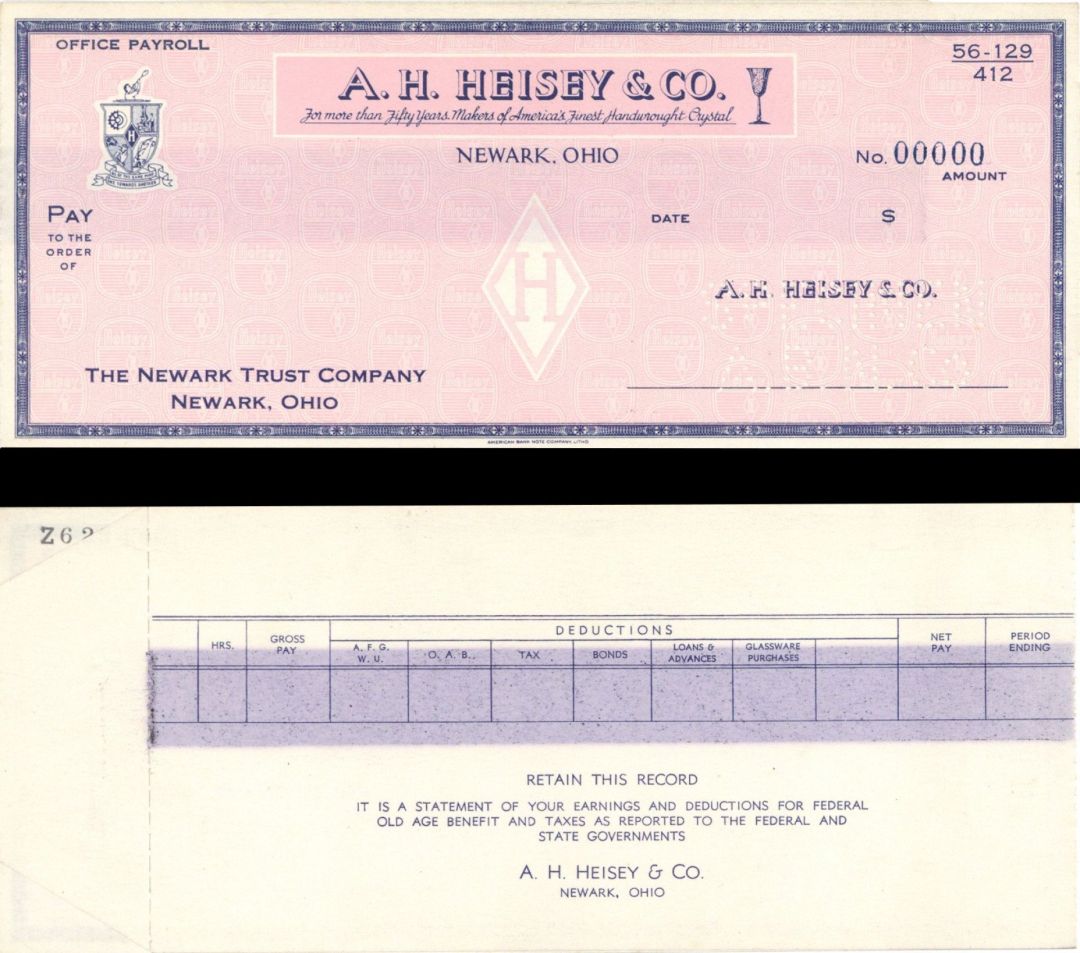 OFFICE PAYROLL
56-129
412
A. H. HEISEY & CO.
For more than Fifty Years. Makers of America's Finest Handwrought Crystal
NEWARK, OHIO
No. 00000
AMOUNT
PAY
TO THE
ORDER
OF
DATE
$
H
A. H. HEISEY & CO.
THE NEWARK TRUST COMPANY
NEWARK, OHIO
AMERICAN BANK NOTE COMPANY, LITHO
Z62
DEDUCTIONS
HRS.
GROSS
PAY
A. F. G.
W. U.
O. A. B.
TAX
BONDS
LOANS &
ADVANCES
GLASSWARE
PURCHASES
NET
PAY
PERIOD
ENDING
RETAIN THIS RECORD
IT IS A STATEMENT OF YOUR EARNINGS AND DEDUCTIONS FOR FEDERAL
OLD AGE BENEFIT AND TAXES AS REPORTED TO THE FEDERAL AND
STATE GOVERNMENTS
A. H. HEISEY & CO.
NEWARK, OHIO